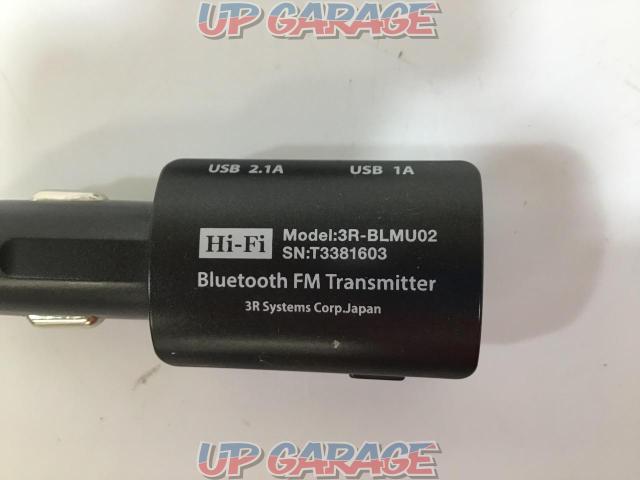 UP GARAGE
USB 2.1A USB 1A
Hi-Fi Model:3R-BLMU02
SN:T3381603
Bluetooth FM Transmitter
3R Systems Corp.Japan
UP GARAGE